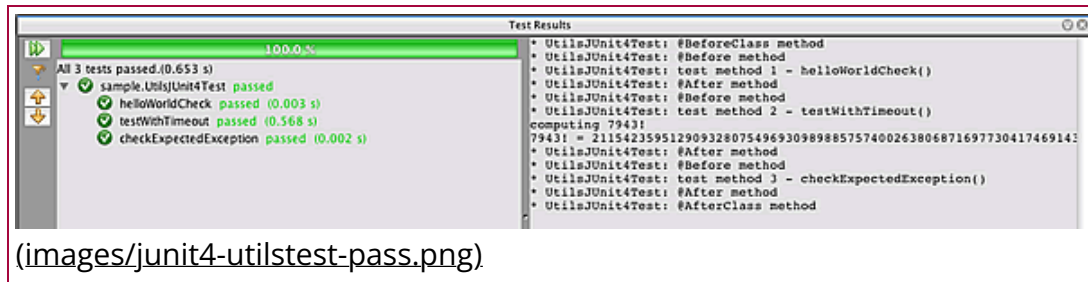 Test Results
100.0 %
All 3 tests passed.(0.653 s)
sample.UtilsJUnit4Test passed
helloWorldCheck passed (0.003 s)
testWithTimeout passed (0.568 s)
checkExpectedException passed (0.002 s)
* UtilsJUnit4Test: @BeforeClass method
* UtilsJUnit4Test: @Before method
* UtilsJUnit4Test: test method 1 - helloWorldCheck()
* UtilsJUnit4Test: @After method
* UtilsJUnit4Test: @Before method
* UtilsJUnit4Test: test method 2 - testWithTimeout()
computing 7943!
7943! = 
* UtilsJUnit4Test: @After method
* UtilsJUnit4Test: @Before method
* UtilsJUnit4Test: test method 3 - checkExpectedException()
* UtilsJUnit4Test: @After method
* UtilsJUnit4Test: @AfterClass method
(images/junit4-utilstest-pass.png)